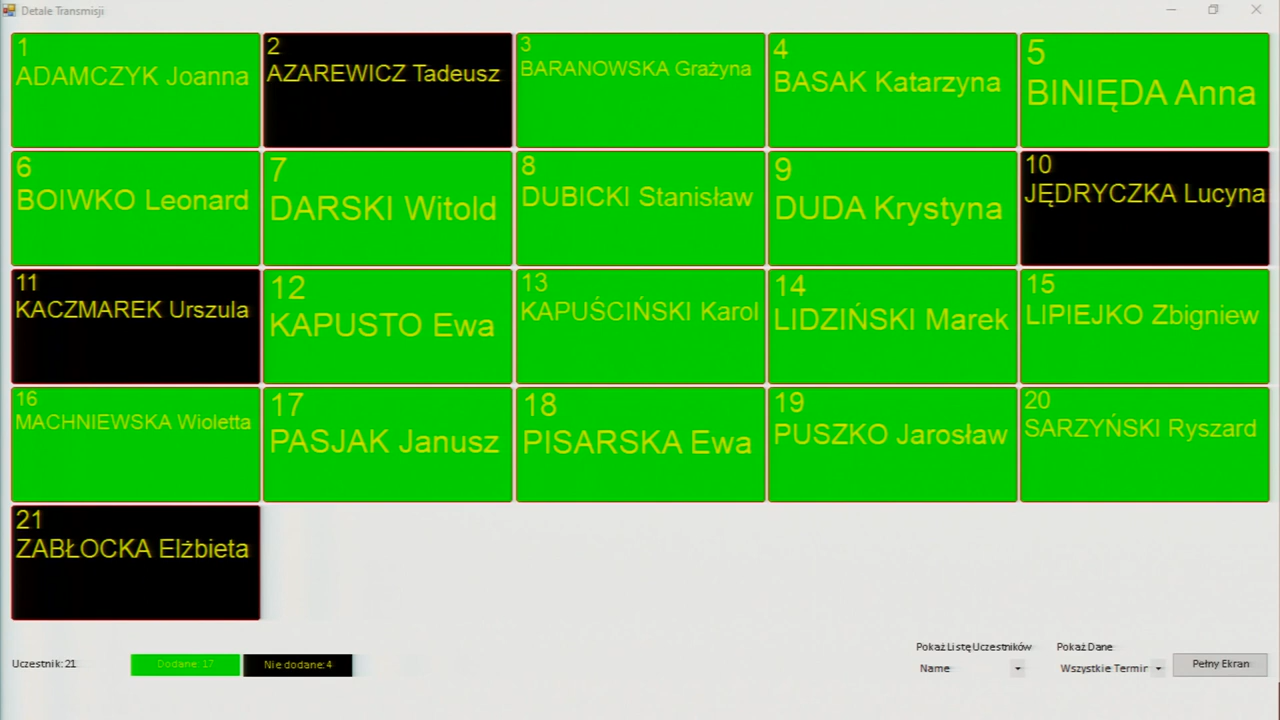 Detale Transmisji
1
ADAMCZYK Joanna
2
AZAREWICZ Tadeusz
3
BARANOWSKA Grażyna
4
BASAK Katarzyna
5
BINIĘDA Anna
6
BOIWKO Leonard
7
DARSKI Witold
8
DUBICKI Stanisław
9
DUDA Krystyna
10
JĘDRYCZKA Lucyna
11
KACZMAREK Urszula
12
KAPUSTO Ewa
13
KAPUŚCIŃSKI Karol
14
LIDZIŃSKI Marek
15
LIPIEJKO Zbigniew
16
MACHNIEWSKA Wioletta
17
PASJAK Janusz
18
PISARSKA Ewa
19
PUSZKO Jarosław
20
SARZYŃSKI Ryszard
21
ZABŁOCKA Elżbieta
Uczestnik: 21
Dodane: 17
Nie dodane: 4
Pokaż Listę Uczestników
Name
Pokaż Dane
Wszystkie Termir
Pełny Ekran